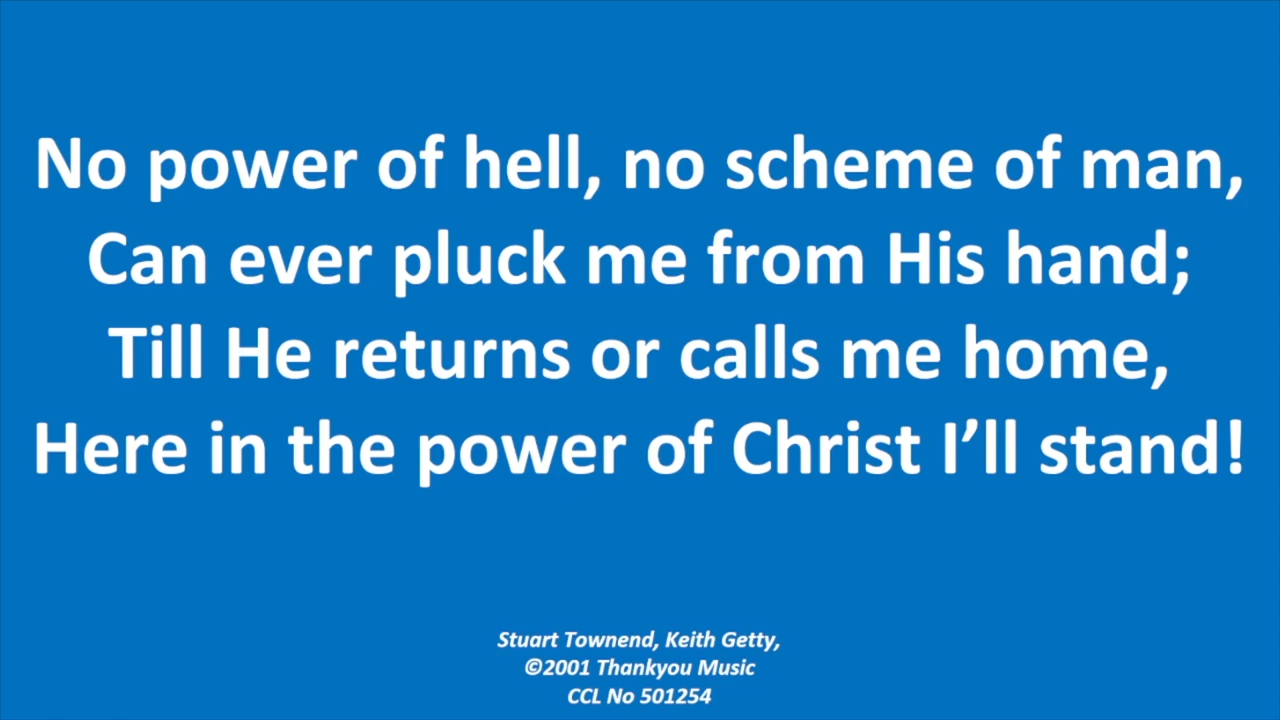 No power of hell, no scheme of man,
Can ever pluck me from His hand;
Till He returns or calls me home,
Here in the power of Christ I’ll stand!
Stuart Townend, Keith Getty,
©2001 Thankyou Music
CCL No 501254